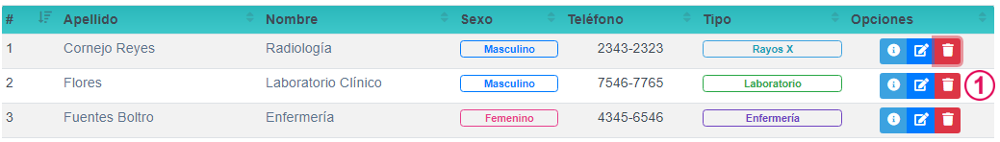 # Apellido Nombre Sexo Teléfono Tipo Opciones
1 Cornejo Reyes Radiología Masculino 2343-2323 Rayos X
2 Flores Laboratorio Clínico Masculino 7546-7765 Laboratorio 1
3 Fuentes Boltro Enfermería Femenino 4345-6546 Enfermería